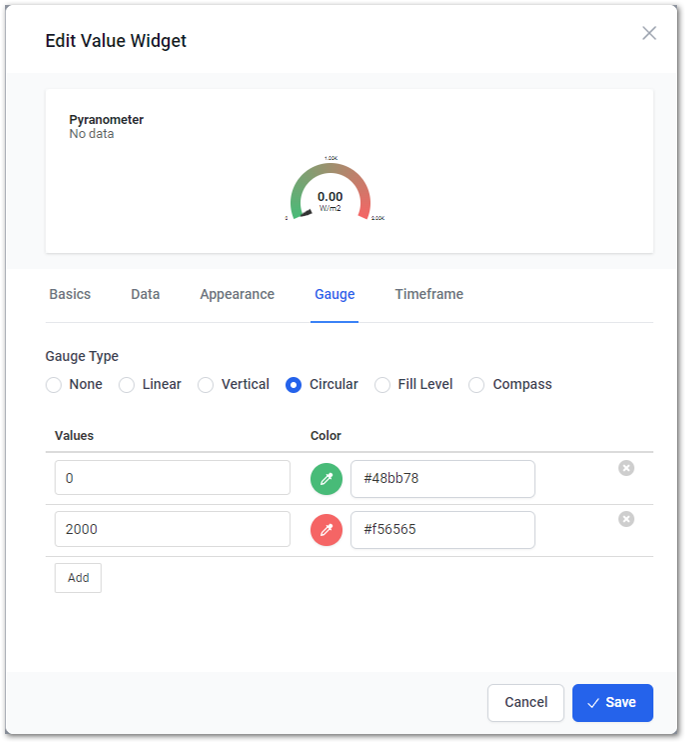 Edit Value Widget
Pyranometer
No data
1.00K
0.00
W/m2
0
2.00K
Basics Data Appearance Gauge Timeframe
Gauge Type
None Linear Vertical Circular Fill Level Compass
Values Color
0 #48bb78
2000 #f56565
Add
Cancel Save